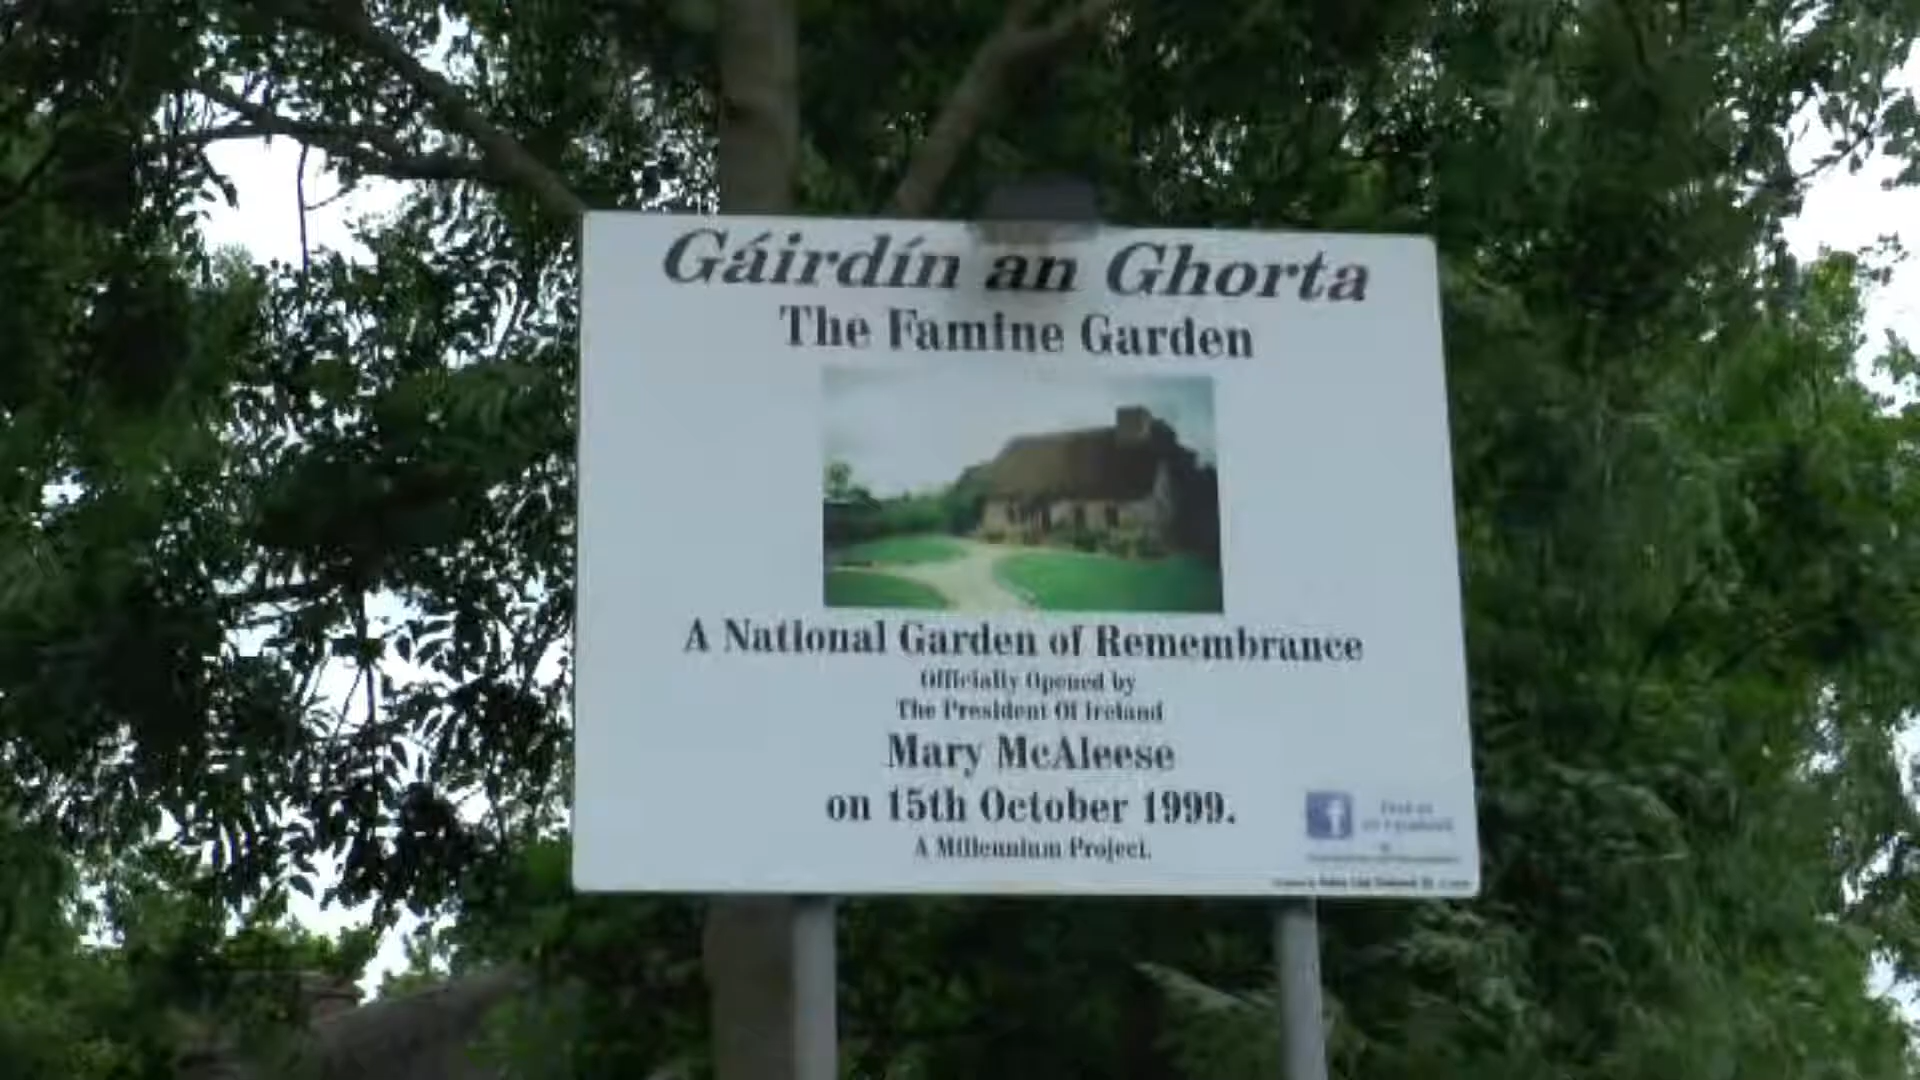 Gáirdín an Ghorta
The Famine Garden
A National Garden of Remembrance
Officially Opened by
The President Of Ireland
Mary McAleese
on 15th October 1999.
A Millennium Project.
f